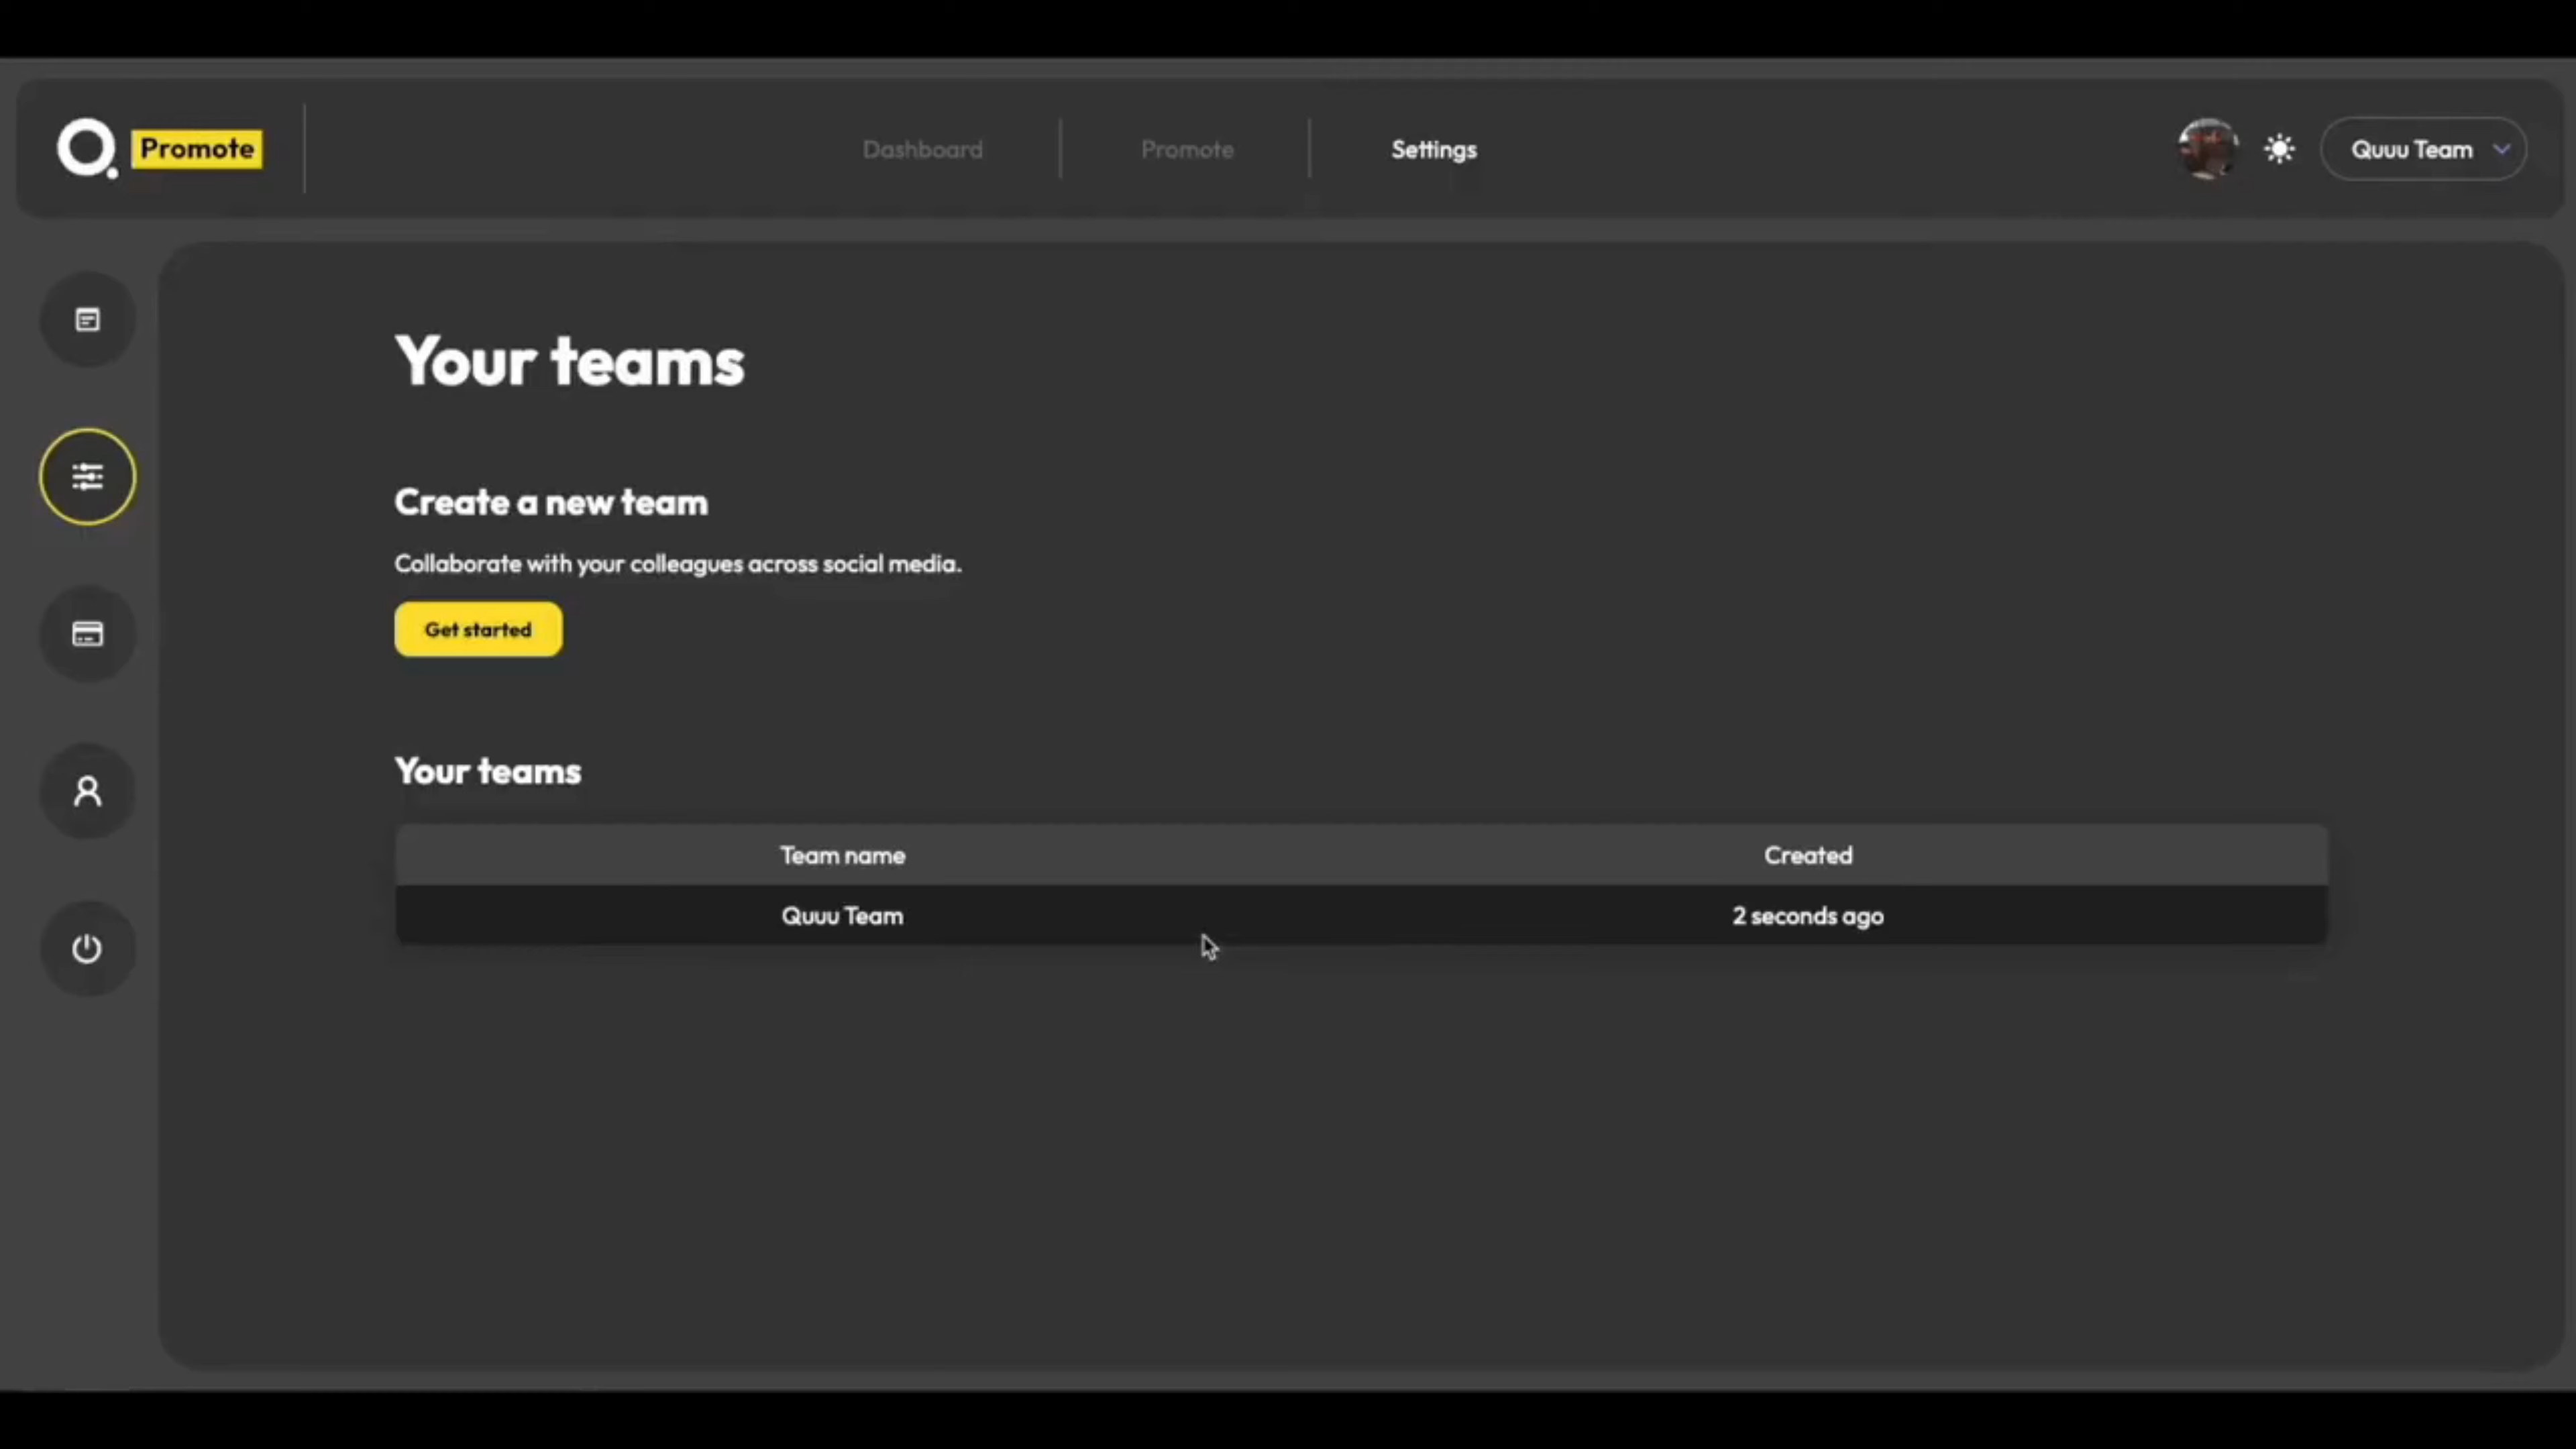 Promote
Dashboard
Promote
Settings
Quuu Team
Your teams
Create a new team
Collaborate with your colleagues across social media.
Get started
Your teams
Team name Created
Quuu Team 2 seconds ago